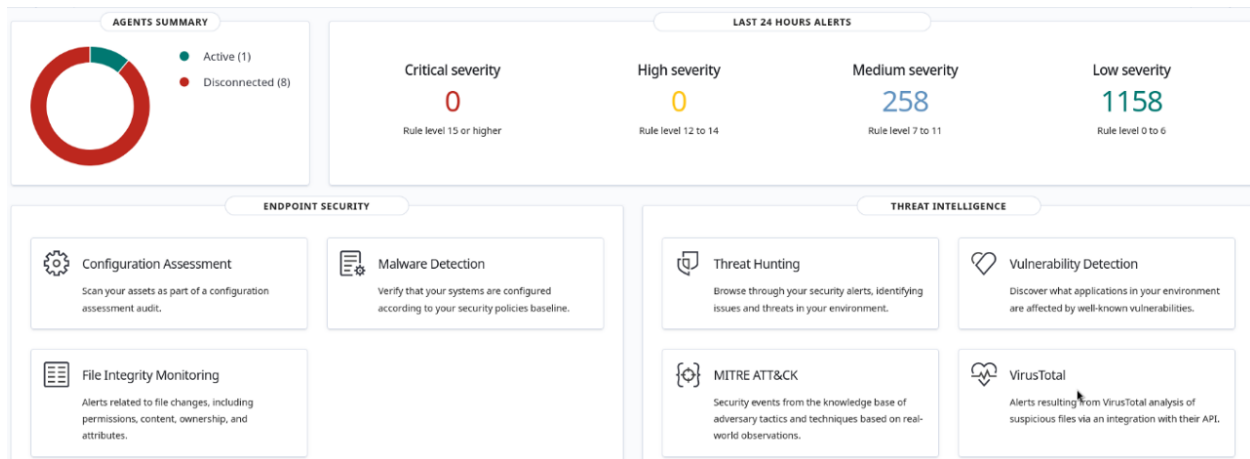 AGENTS SUMMARY
Active (1)
Disconnected (8)
LAST 24 HOURS ALERTS
Critical severity
0
Rule level 15 or higher
High severity
0
Rule level 12 to 14
Medium severity
258
Rule level 7 to 11
Low severity
1158
Rule level 0 to 6
ENDPOINT SECURITY
Configuration Assessment
Scan your assets as part of a configuration
assessment audit.
Malware Detection
Verify that your systems are configured
according to your security policies baseline.
File Integrity Monitoring
Alerts related to file changes, including
permissions, content, ownership, and
attributes.
THREAT INTELLIGENCE
Threat Hunting
Browse through your security alerts, identifying
issues and threats in your environment.
Vulnerability Detection
Discover what applications in your environment
are affected by well-known vulnerabilities.
MITRE ATT&CK
Security events from the knowledge base of
adversary tactics and techniques based on real-
world observations.
VirusTotal
Alerts resulting from VirusTotal analysis of
suspicious files via an integration with their API.